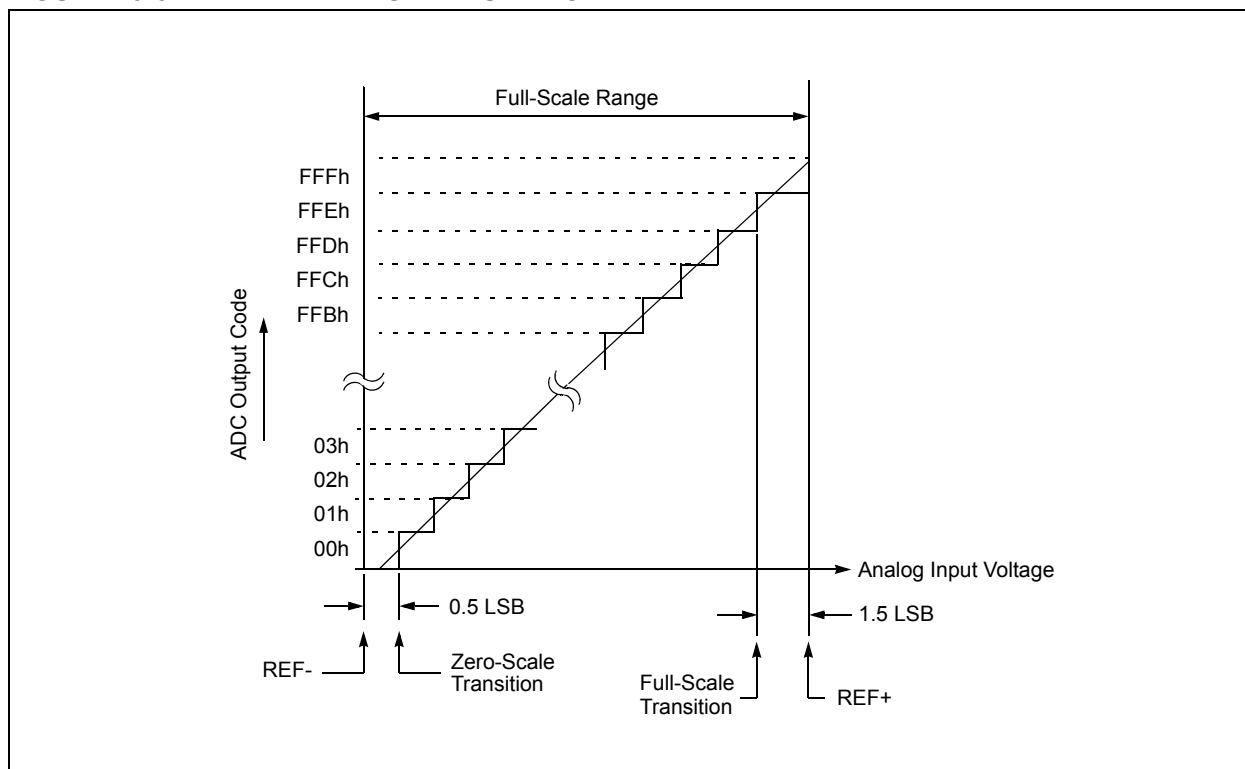 Full-Scale Range
FFFh
FFEh
FFDh
FFCh
FFBh
ADC Output Code
03h
02h
01h
00h
Analog Input Voltage
0.5 LSB
1.5 LSB
REF-
Zero-Scale
Transition
Full-Scale
Transition
REF+